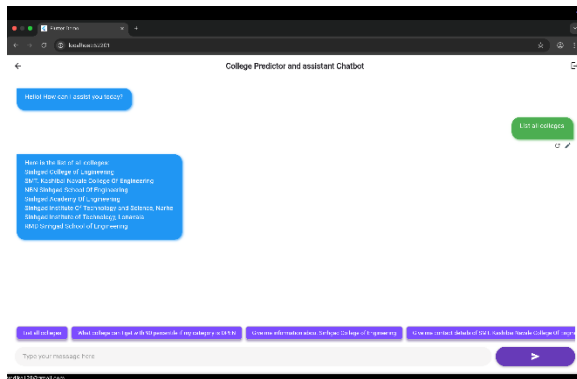 Flutter Demo
College Predictor and assistant Chatbot
Hello! How can I assist you today?
List all colleges
Here is the list of all colleges:
Sinhgad College of Engineering
SMT. Kashibai Navale College Of Engineering
NBN Sinhgad School Of Engineering
Sinhgad Academy Of Engineering
Sinhgad Institute Of Technology and Science, Narhe
Sinhgad Institute of Technology, Lonavala
RMD Sinhgad School of Engineering
List all colleges
What college can I get with 90 percentile if my category is OPEN
Give me information about Sinhgad College of Engineering
Give me contact details of SMT. Kashibai Navale College Of
Type your message here